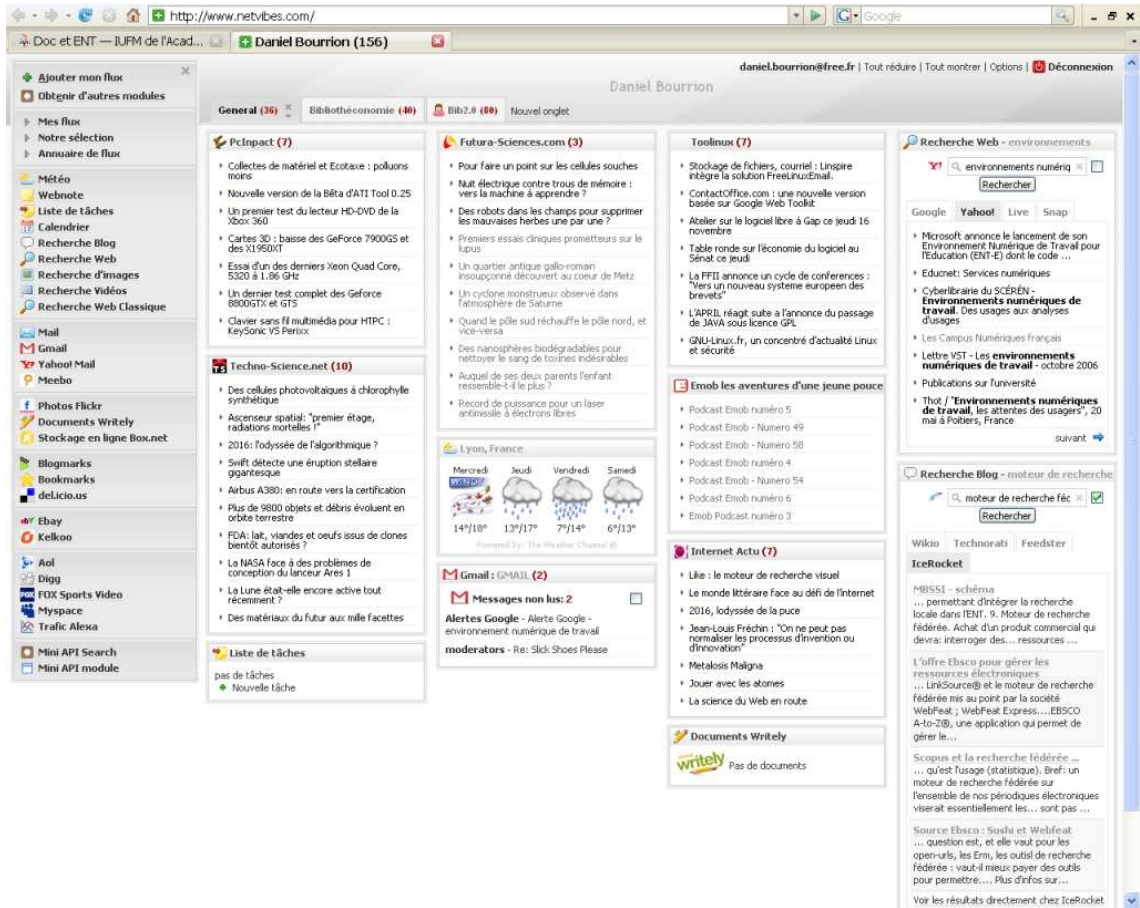 http://www.netvibes.com/
Google
Doc et ENT — IUFM de l'Acad...
Daniel Bourrion (156)
daniel.bourrion@free.fr | Tout réduire | Tout montrer | Options | Déconnexion
Daniel Bourrion
General (36)
Bibliothéconomie (40)
Bib2.0 (80)
Nouvel onglet
Ajouter mon flux
Obtenir d'autres modules
Mes flux
Notre sélection
Annuaire de flux
Météo
Webnote
Liste de tâches
Calendrier
Recherche Blog
Recherche Web
Recherche d'images
Recherche Vidéos
Recherche Web Classique
Mail
Gmail
Yahoo! Mail
Meebo
Photos Flickr
Documents Writely
Stockage en ligne Box.net
Blogmarks
Bookmarks
del.icio.us
Ebay
Kelkoo
Aol
Digg
FOX Sports Video
Myspace
Trafic Alexa
Mini API Search
Mini API module
PcInpact (7)
Collectes de matériel et Ecotaxe : polluons
moins
Nouvelle version de la Bêta d'ATI Tool 0.25
Un premier test du lecteur HD-DVD de la
Xbox 360
Cartes 3D : baisse des GeForce 7900GS et
des X1950XT
Essai d'un des derniers Xeon Quad Core,
5320 à 1.86 GHz
Un dernier test complet des Geforce
8800GTX et GTS
Clavier sans fil multimédia pour HTPC :
KeySonic VS Perixx
Techno-Science.net (10)
Des cellules photovoltaïques à chlorophylle
synthétique
Ascenseur spatial: "premier étage,
radiations mortelles !"
2016: l'odyssée de l'algorithmique ?
Swift détecte une éruption stellaire
gigantesque
Airbus A380: en route vers la certification
Plus de 9800 objets et débris évoluent en
orbite terrestre
FDA: lait, viandes et oeufs issus de clones
bientôt autorisés ?
La NASA face à des problèmes de
conception du lanceur Ares 1
La Lune était-elle encore active tout
récemment ?
Des matériaux du futur aux mille facettes
Liste de tâches
pas de tâches
Nouvelle tâche
Futura-Sciences.com (3)
Pour faire un point sur les cellules souches
Nuit électrique contre trous de mémoire :
vers la machine à apprendre ?
Des robots dans les champs pour supprimer
les mauvaises herbes une par une ?
Premiers essais cliniques prometteurs sur le
lupus
Un quartier antique gallo-romain
insoupçonné découvert au coeur de Metz
Un cyclone monstrueux observé dans
l'atmosphère de Saturne
Quand le pôle sud réchauffe le pôle nord, et
vice-versa
Des nanosphères biodégradables pour
nettoyer le sang de toxines indésirables
Auquel de ses deux parents l'enfant
ressemble-t-il le plus ?
Record de puissance pour un laser
antimissile à électrons libres
Lyon, France
Mercredi Jeudi Vendredi Samedi
WINDY
14°/18° 13°/17° 7°/14° 6°/13°
Powered by: The Weather Channel ®
Gmail : GMAIL (2)
Messages non lus: 2
Alertes Google - Alerte Google -
environnement numérique de travail
moderators - Re: Slick Shoes Please
Toolinux (7)
Stockage de fichiers, courriel : Linspire
intègre la solution FreeLinuxEmail.
ContactOffice.com : une nouvelle version
basée sur Google Web Toolkit
Atelier sur le logiciel libre à Gap ce jeudi 16
novembre
Table ronde sur l'économie du logiciel au
Sénat ce jeudi
La FFII annonce un cycle de conferences :
"Vers un nouveau systeme europeen des
brevets"
L'APRIL réagit suite a l'annonce du passage
de JAVA sous licence GPL
GNU-Linux.fr, un concentré d'actualité Linux
et sécurité
Emob les aventures d'une jeune pouce
Podcast Emob numéro 5
Podcast Emob - Numero 49
Podcast Emob - Numero 58
Podcast Emob numéro 4
Podcast Emob - Numero 54
Podcast Emob numéro 6
Emob Podcast numéro 3
Internet Actu (7)
Like : le moteur de recherche visuel
Le monde littéraire face au défi de l'internet
2016, lodyssée de la puce
Jean-Louis Fréchin : "On ne peut pas
normaliser les processus d'invention ou
d'innovation"
Metalosis Maligna
Jouer avec les atomes
La science du Web en route
Documents Writely
writely Pas de documents
Recherche Web - environnements
environnements numériq
Rechercher
Google Yahoo! Live Snap
Microsoft annonce le lancement de son
Environnement Numérique de Travail pour
l'Education (ENT-E) dont le code ...
Educnet: Services numériques
Cyberlibrairie du SCÉRÉN -
Environnements numériques de
travail. Des usages aux analyses
d'usages
Les Campus Numériques français
Lettre VST - Les environnements
numériques de travail - octobre 2006
Publications sur l'université
Thot / "Environnements numériques
de travail, les attentes des usagers", 20
mai à Poitiers, France
suivant
Recherche Blog - moteur de recherche
moteur de recherche féc
Rechercher
Wikio Technorati Feedster
IceRocket
MBSSI - schéma
... permettant d'intégrer la recherche
locale dans l'ENT. 9. Moteur de recherche
fédérée. Achat d'un produit commercial qui
devra: interroger des... ressources ...
L'offre Ebsco pour gérer les
ressources électroniques
... LinkSource® et le moteur de recherche
fédérée mis au point par la société
WebFeat ; WebFeat Express....EBSCO
A-to-Z®, une application qui permet de
gérer le...
Scopus et la recherche fédérée ...
... qu'est l'usage (statistique). Bref: un
moteur de recherche fédérée sur
l'ensemble de nos périodiques électroniques
viserait essentiellement les... sont pas ...
Source Ebsco : Sushi et Webfeat
... question est, et elle vaut pour les
open-urls, les Erm, les outisl de recherche
fédérée : vaut-il mieux payer des outils
pour permettre.... Plus d'infos sur...
Voir les résultats directement chez IceRocket